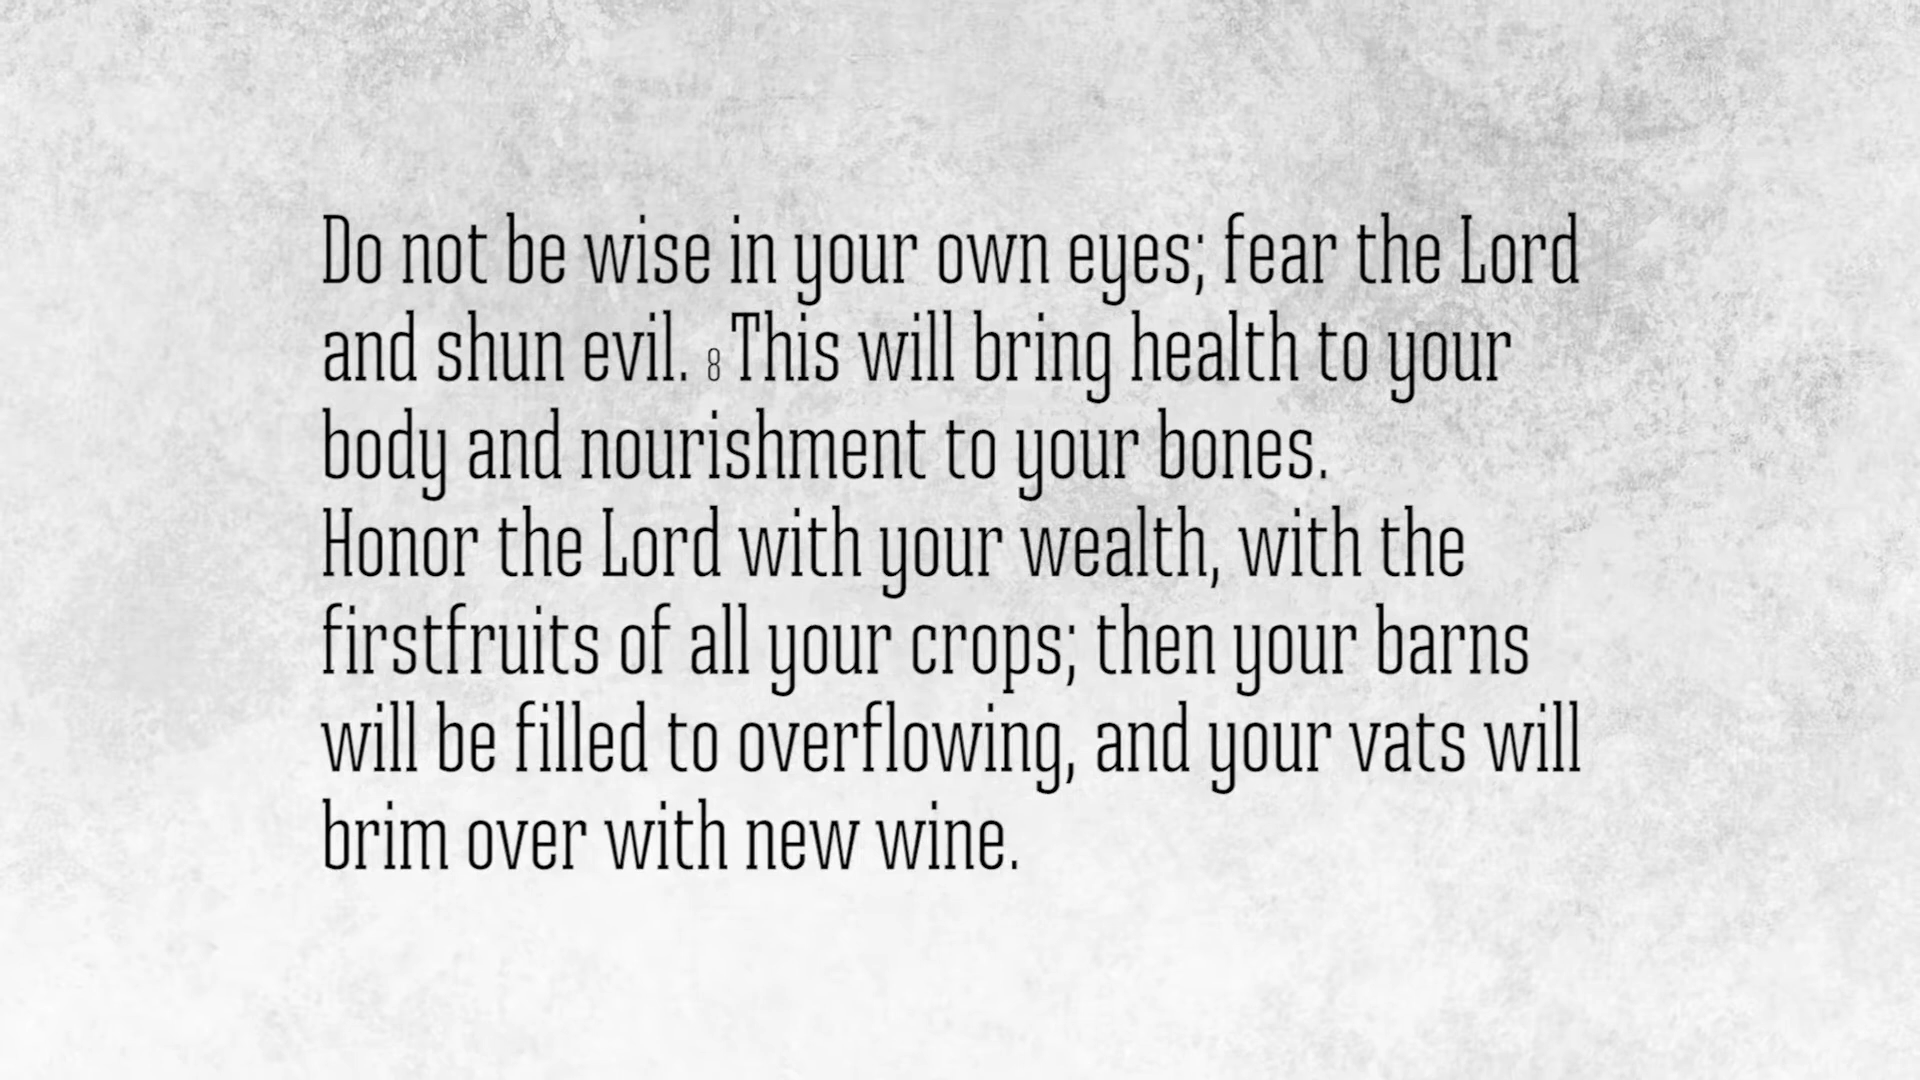 Do not be wise in your own eyes; fear the Lord
and shun evil. 8 This will bring health to your
body and nourishment to your bones.
Honor the Lord with your wealth, with the
firstfruits of all your crops; then your barns
will be filled to overflowing, and your vats will
brim over with new wine.